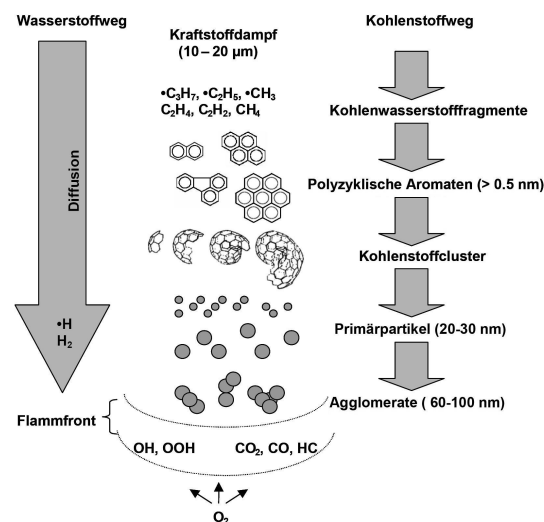 Wasserstoffweg
Kraftstoffdampf
(10 – 20 µm)
Kohlenstoffweg
•C₃H₇, •C₂H₅, •CH₃
C₂H₄, C₂H₂, CH₄
Kohlenwasserstofffragmente
Diffusion
Polyzyklische Aromaten (> 0.5 nm)
Kohlenstoffcluster
•H
H₂
Primärpartikel (20-30 nm)
Agglomerate ( 60-100 nm)
Flammfront
OH, OOH
CO₂, CO, HC
O₂